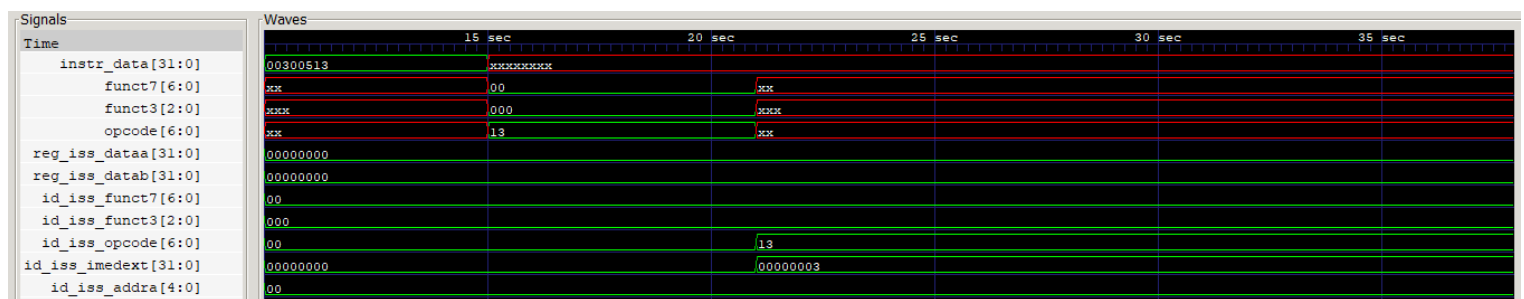 Signals Waves
Time 15 sec 20 sec 25 sec 30 sec 35 sec
instr_data[31:0] 00300513 xxxxxxxx
funct7[6:0] xx 00 xx
funct3[2:0] xxx 000 xxx
opcode[6:0] xx 13 xx
reg_iss_dataa[31:0] 00000000
reg_iss_datab[31:0] 00000000
id_iss_funct7[6:0] 00
id_iss_funct3[2:0] 000
id_iss_opcode[6:0] 00 13
id_iss_imedext[31:0] 00000000 00000003
id_iss_addra[4:0] 00